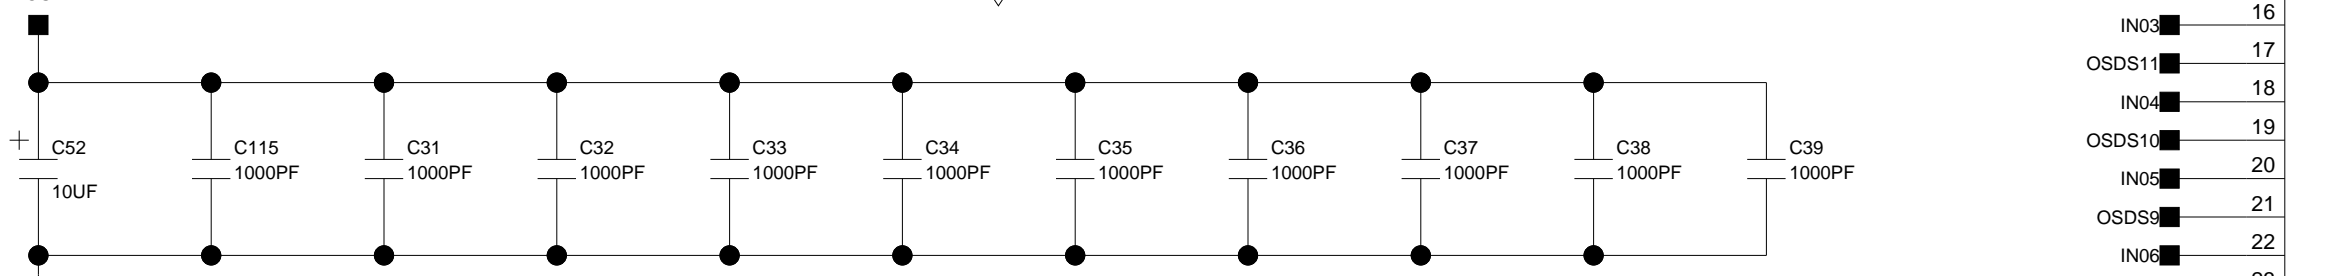 C52
10UF
C115
1000PF
C31
1000PF
C32
1000PF
C33
1000PF
C34
1000PF
C35
1000PF
C36
1000PF
C37
1000PF
C38
1000PF
C39
1000PF
IN03 16
OSDS11 17
IN04 18
OSDS10 19
IN05 20
OSDS9 21
IN06 22